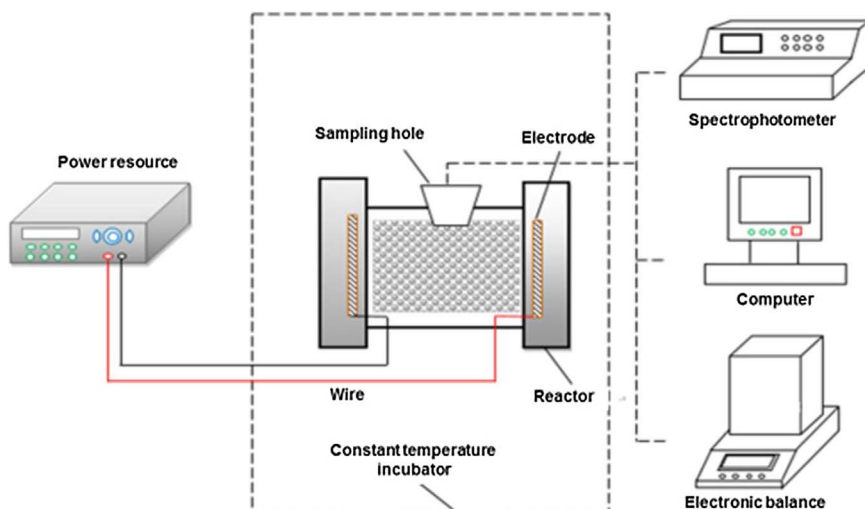 Spectrophotometer
Sampling hole
Electrode
Power resource
Computer
Wire
Reactor
Constant temperature
incubator
Electronic balance